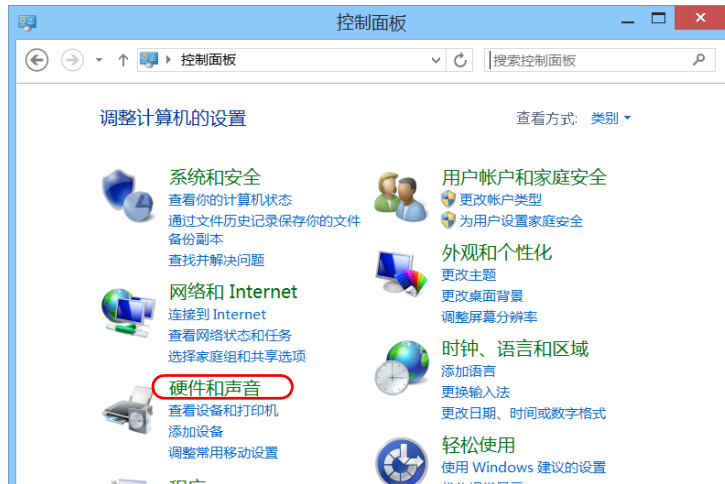 控制面板
控制面板
搜索控制面板
调整计算机的设置
查看方式: 类别
系统和安全
查看你的计算机状态
通过文件历史记录保存你的文件
备份副本
查找并解决问题
网络和 Internet
连接到 Internet
查看网络状态和任务
选择家庭组和共享选项
硬件和声音
查看设备和打印机
添加设备
调整常用移动设置
用户帐户和家庭安全
更改帐户类型
为用户设置家庭安全
外观和个性化
更改主题
更改桌面背景
调整屏幕分辨率
时钟、语言和区域
添加语言
更换输入法
更改日期、时间或数字格式
轻松使用
使用 Windows 建议的设置